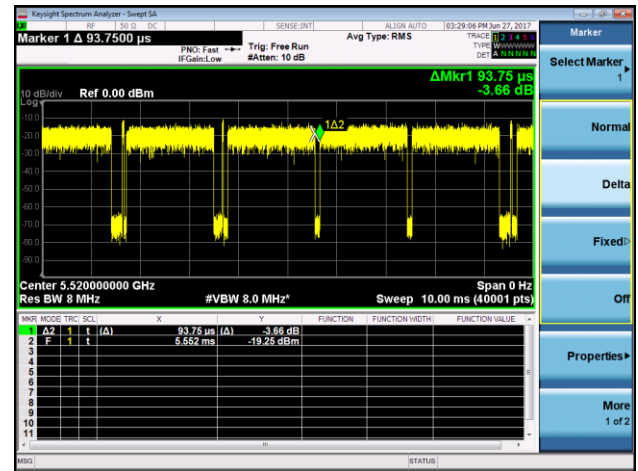 Keysight Spectrum Analyzer - Swept SA
RF 50 Ω DC SENSE:INT ALIGN AUTO 03:29:06 PM Jun 27, 2017
Marker 1 Δ 93.7500 µs
PNO: Fast
IFGain:Low
Trig: Free Run
#Atten: 10 dB
Avg Type: RMS
TRACE 1 2 3 4 5 6
TYPE WWWWWW
DET A N N N N N
ΔMkr1 93.75 µs
-3.66 dB
10 dB/div Ref 0.00 dBm
Log
-10.0
-20.0
-30.0
-40.0
-50.0
-60.0
-70.0
-80.0
-90.0
1Δ2
Center 5.520000000 GHz Span 0 Hz
Res BW 8 MHz #VBW 8.0 MHz* Sweep 10.00 ms (40001 pts)
MKR MODE TRC SCL X Y FUNCTION FUNCTION WIDTH FUNCTION VALUE
1 Δ2 1 t (Δ) 93.75 µs (Δ) -3.66 dB
2 F 1 t 5.552 ms -19.25 dBm
3
4
5
6
7
8
9
10
11
MSG STATUS
Marker
Select Marker
1
Normal
Delta
Fixed
Off
Properties
More
1 of 2